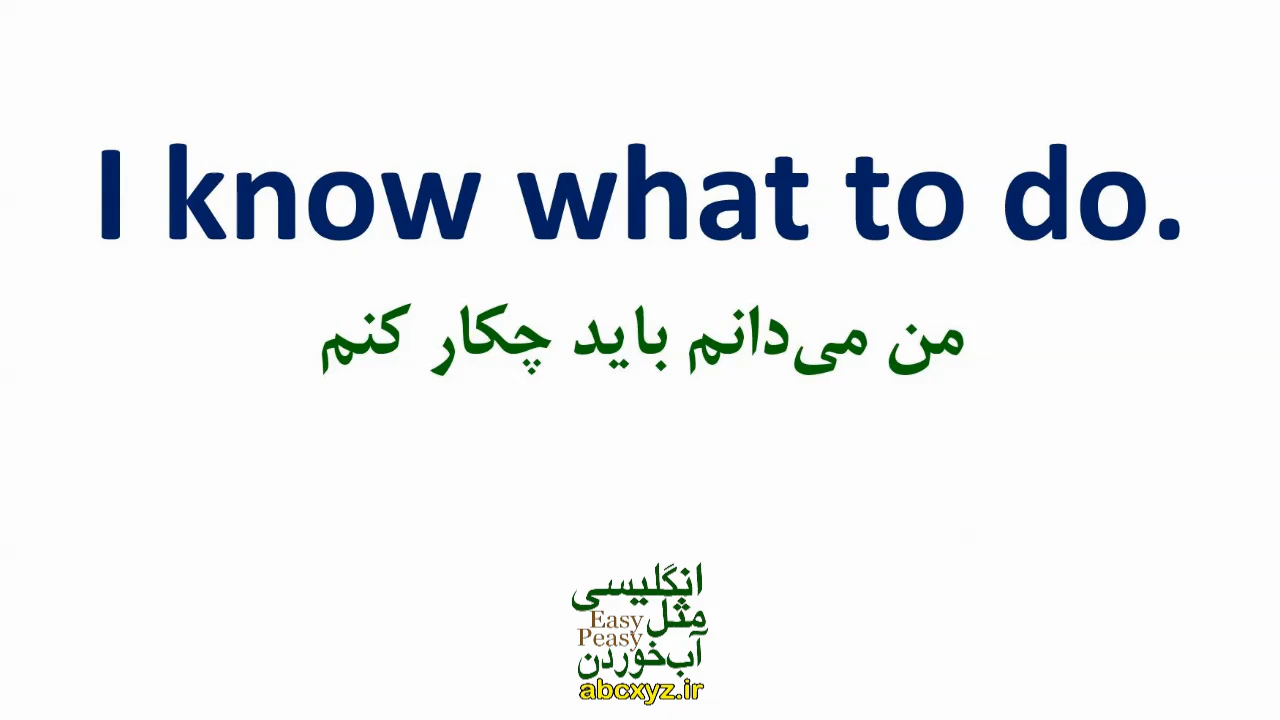 I know what to do.
من می‌دانم باید چکار کنم
انگلیسی
مثل Easy
Peasy
آب‌خوردن
abcxyz.ir